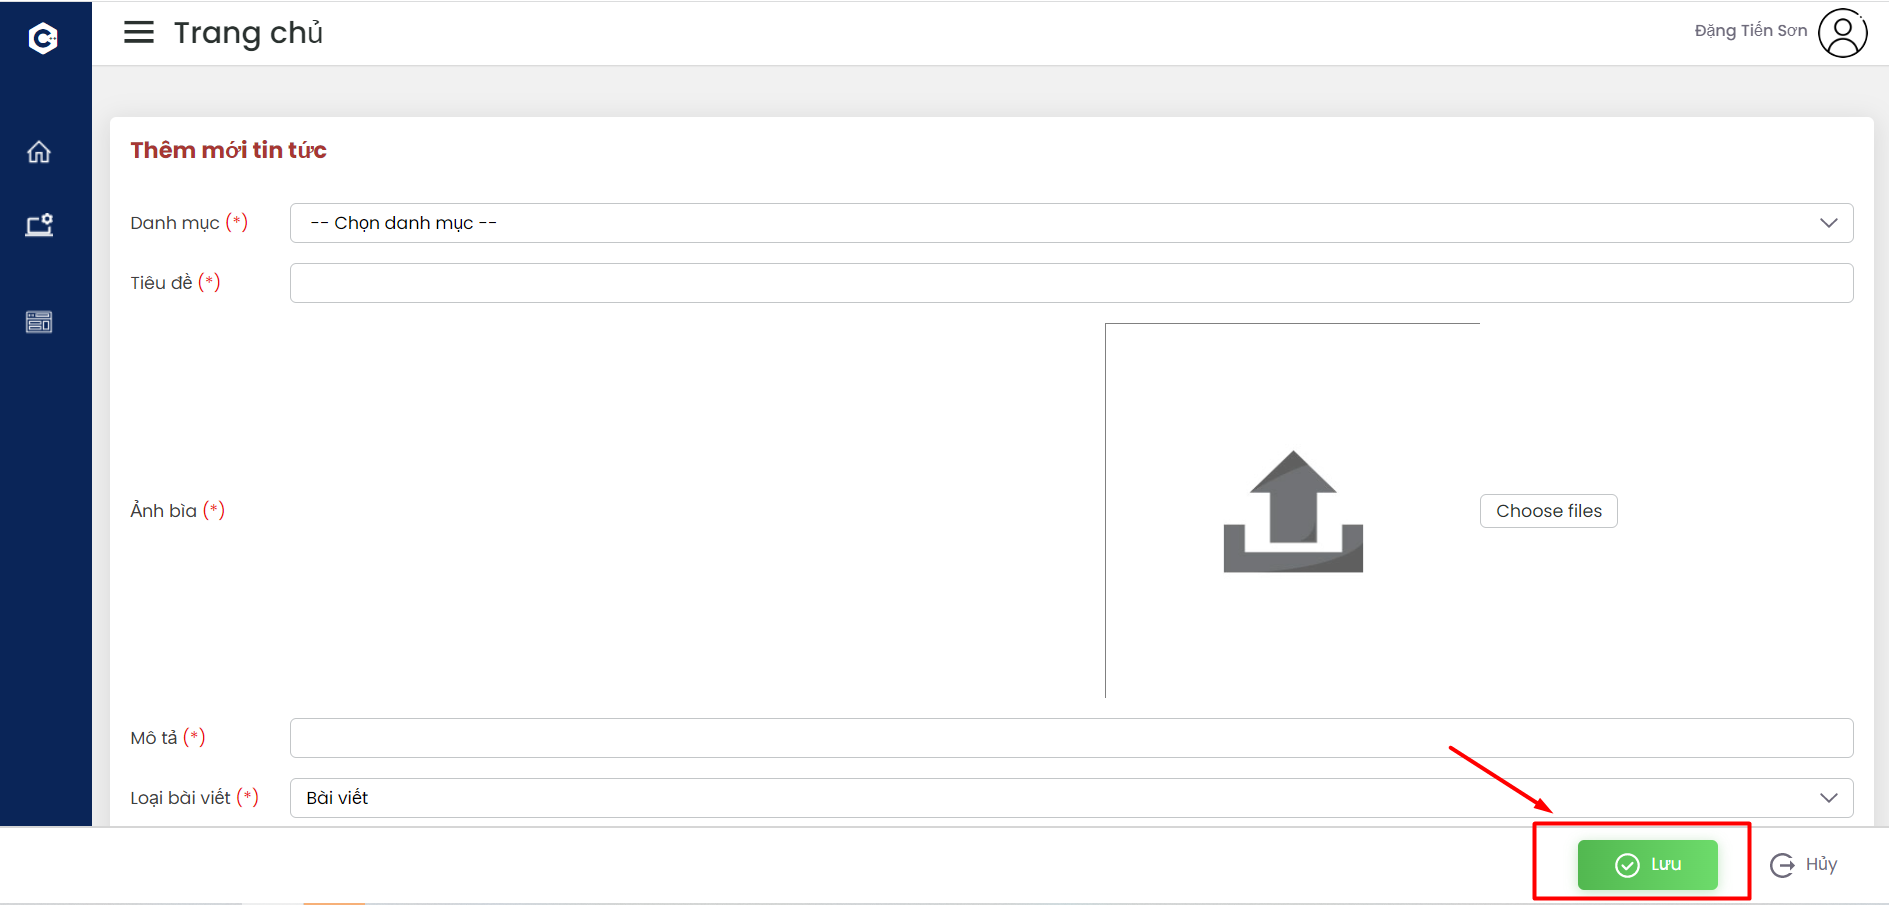 Trang chủ
Đặng Tiến Sơn
Thêm mới tin tức
Danh mục (*)
-- Chọn danh mục --
Tiêu đề (*)
Ảnh bìa (*)
Choose files
Mô tả (*)
Loại bài viết (*)
Bài viết
Lưu
Hủy